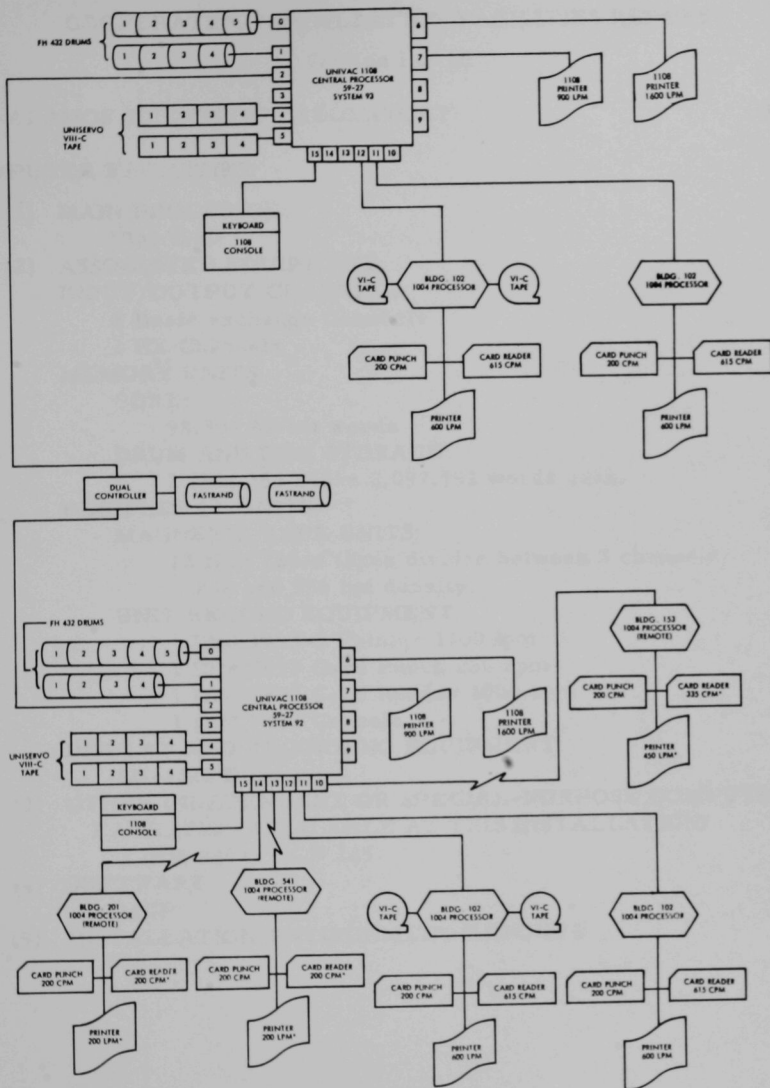 FH 432 DRUMS
1 2 3 4 5
1 2 3 4
UNISERVO
VIII-C
TAPE
1 2 3 4
1 2 3 4
0
1
2
3
4
5
UNIVAC 1108
CENTRAL PROCESSOR
59-27
SYSTEM 93
6
7
8
9
15 14 13 12 11 10
1108
PRINTER
900 LPM
1108
PRINTER
1600 LPM
KEYBOARD
1108
CONSOLE
VI-C
TAPE
BLDG. 102
1004 PROCESSOR
VI-C
TAPE
CARD PUNCH
200 CPM
CARD READER
615 CPM
PRINTER
600 LPM
BLDG. 102
1004 PROCESSOR
CARD PUNCH
200 CPM
CARD READER
615 CPM
PRINTER
600 LPM
DUAL
CONTROLLER
FASTRAND
FASTRAND
FH 432 DRUMS
1 2 3 4 5
1 2 3 4
UNISERVO
VIII-C
TAPE
1 2 3 4
1 2 3 4
0
1
2
3
4
5
UNIVAC 1108
CENTRAL PROCESSOR
59-27
SYSTEM 92
6
7
8
9
15 14 13 12 11 10
1108
PRINTER
900 LPM
1108
PRINTER
1600 LPM
BLDG. 153
1004 PROCESSOR
(REMOTE)
CARD PUNCH
200 CPM
CARD READER
335 CPM*
PRINTER
450 LPM*
KEYBOARD
1108
CONSOLE
BLDG. 201
1004 PROCESSOR
(REMOTE)
CARD PUNCH
200 CPM
CARD READER
200 CPM*
PRINTER
200 LPM*
BLDG. 541
1004 PROCESSOR
(REMOTE)
CARD PUNCH
200 CPM
CARD READER
200 CPM*
PRINTER
200 LPM*
VI-C
TAPE
BLDG. 102
1004 PROCESSOR
VI-C
TAPE
CARD PUNCH
200 CPM
CARD READER
615 CPM
PRINTER
600 LPM
BLDG. 102
1004 PROCESSOR
CARD PUNCH
200 CPM
CARD READER
615 CPM
PRINTER
600 LPM